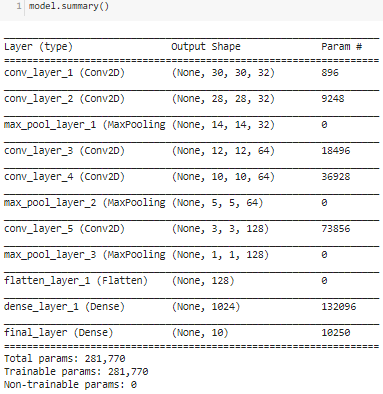 1 model.summary()
Layer (type) Output Shape Param #
conv_layer_1 (Conv2D) (None, 30, 30, 32) 896
conv_layer_2 (Conv2D) (None, 28, 28, 32) 9248
max_pool_layer_1 (MaxPooling (None, 14, 14, 32) 0
conv_layer_3 (Conv2D) (None, 12, 12, 64) 18496
conv_layer_4 (Conv2D) (None, 10, 10, 64) 36928
max_pool_layer_2 (MaxPooling (None, 5, 5, 64) 0
conv_layer_5 (Conv2D) (None, 3, 3, 128) 73856
max_pool_layer_3 (MaxPooling (None, 1, 1, 128) 0
flatten_layer_1 (Flatten) (None, 128) 0
dense_layer_1 (Dense) (None, 1024) 132096
final_layer (Dense) (None, 10) 10250
Total params: 281,770
Trainable params: 281,770
Non-trainable params: 0